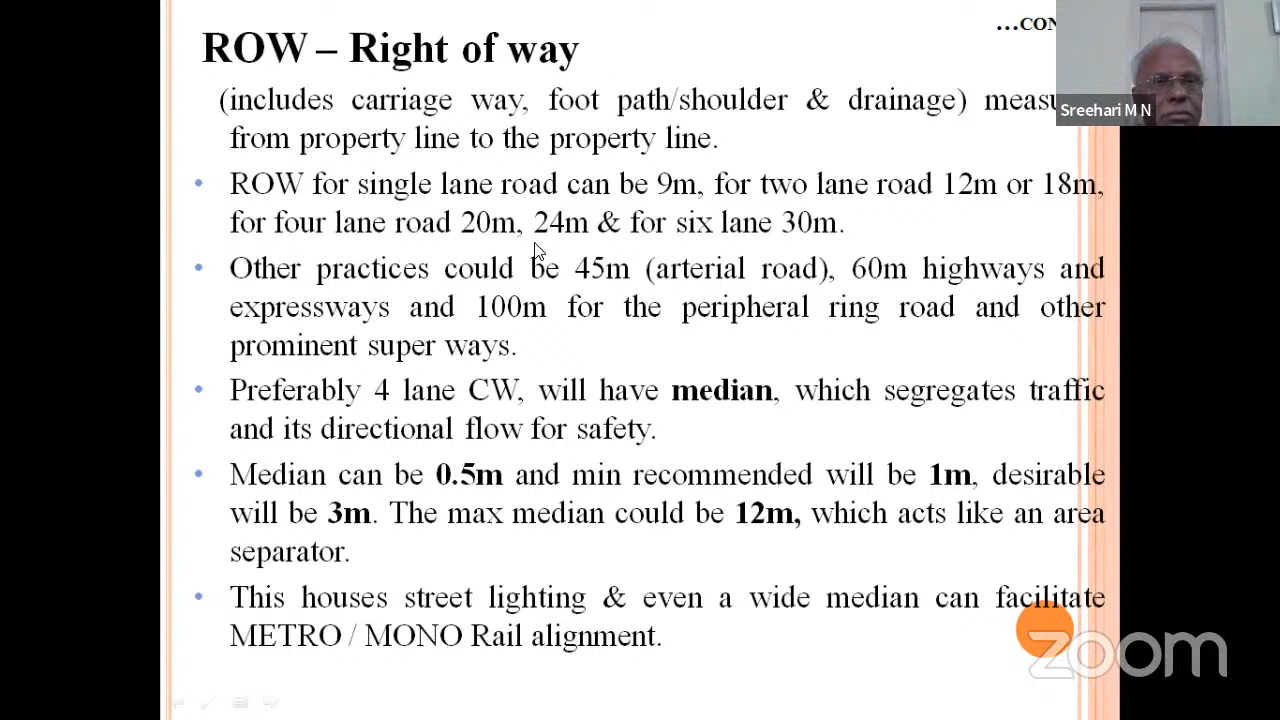 ...CON
ROW – Right of way
(includes carriage way, foot path/shoulder & drainage)
from property line to the property line.
• ROW for single lane road can be 9m, for two lane road 12m or 18m,
for four lane road 20m, 24m & for six lane 30m.
• Other practices could be 45m (arterial road), 60m highways and
expressways and 100m for the peripheral ring road and other
prominent super ways.
• Preferably 4 lane CW, will have median, which segregates traffic
and its directional flow for safety.
• Median can be 0.5m and min recommended will be 1m, desirable
will be 3m. The max median could be 12m, which acts like an area
separator.
• This houses street lighting & even a wide median can facilitate
METRO / MONO Rail alignment.
Sreehari M N
zoom